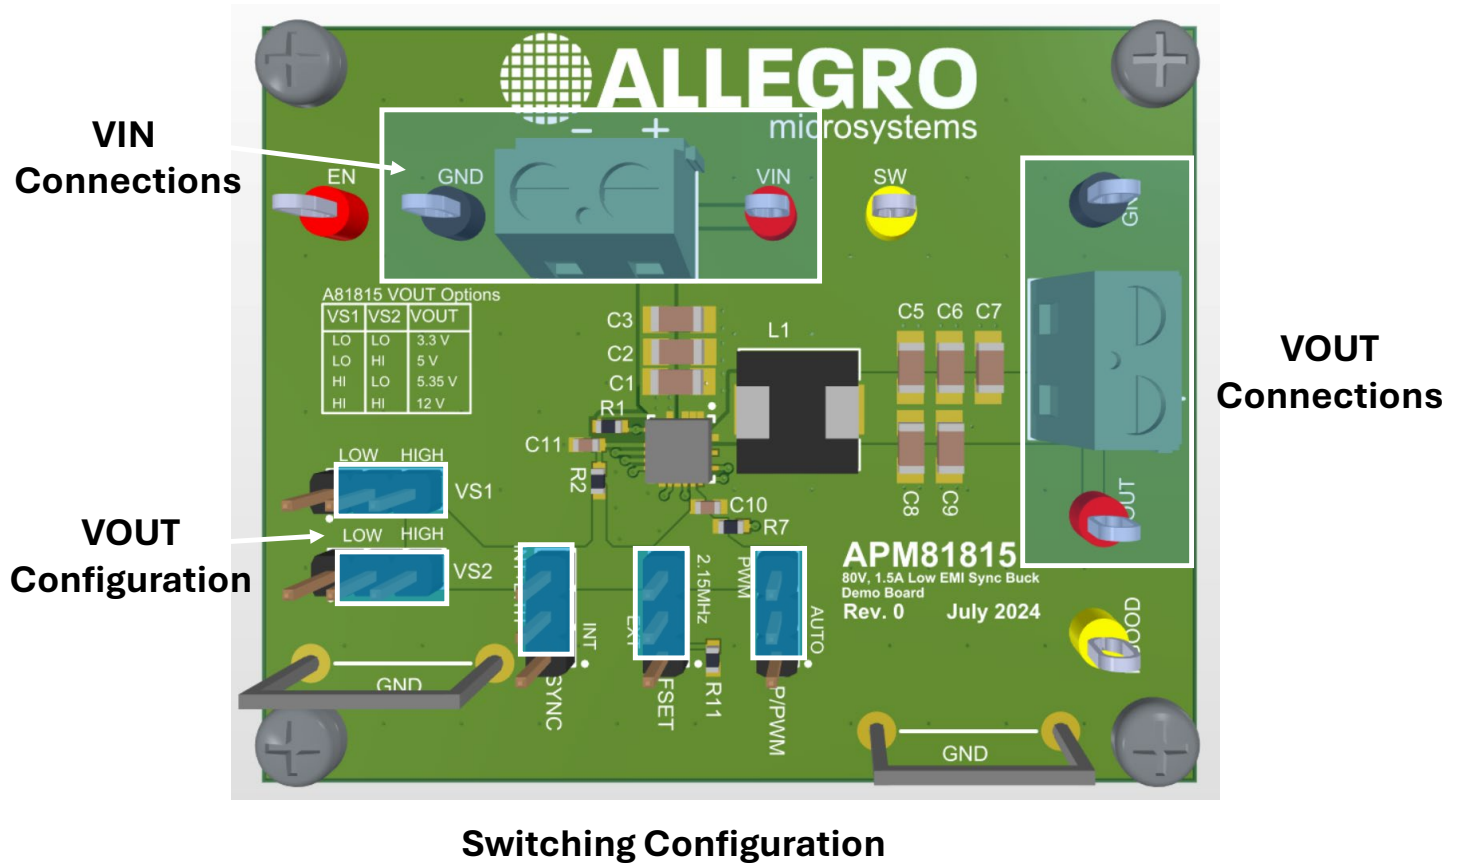 ALLEGRO
microsystems
VIN
Connections
EN
GND
− +
VIN
SW
A81815 VOUT Options
VS1 VS2 VOUT
LO LO 3.3 V
LO HI 5 V
HI LO 5.35 V
HI HI 12 V
C3
C2
C1
L1
C5 C6 C7
R1
C11
R2
C8 C9
VOUT
Connections
LOW HIGH
VS1
LOW HIGH
VS2
VOUT
Configuration
C10
R7
INT
SYNC
2.15MHz
FSET
R11
PWM
AUTO
P/PWM
APM81815
80V, 1.5A Low EMI Sync Buck
Demo Board
Rev. 0 July 2024
GND
GND
Switching Configuration